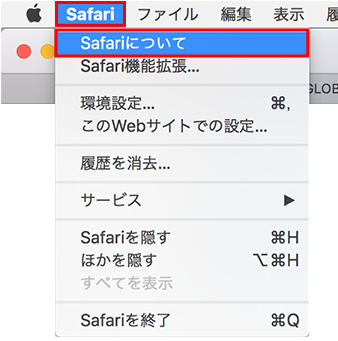 Safari ファイル 編集 表示
Safariについて
Safari機能拡張...
GLOB
環境設定... ⌘,
このWebサイトでの設定...
履歴を消去...
サービス ▶
Safariを隠す ⌘H
ほかを隠す ⌥⌘H
すべてを表示
Safariを終了 ⌘Q